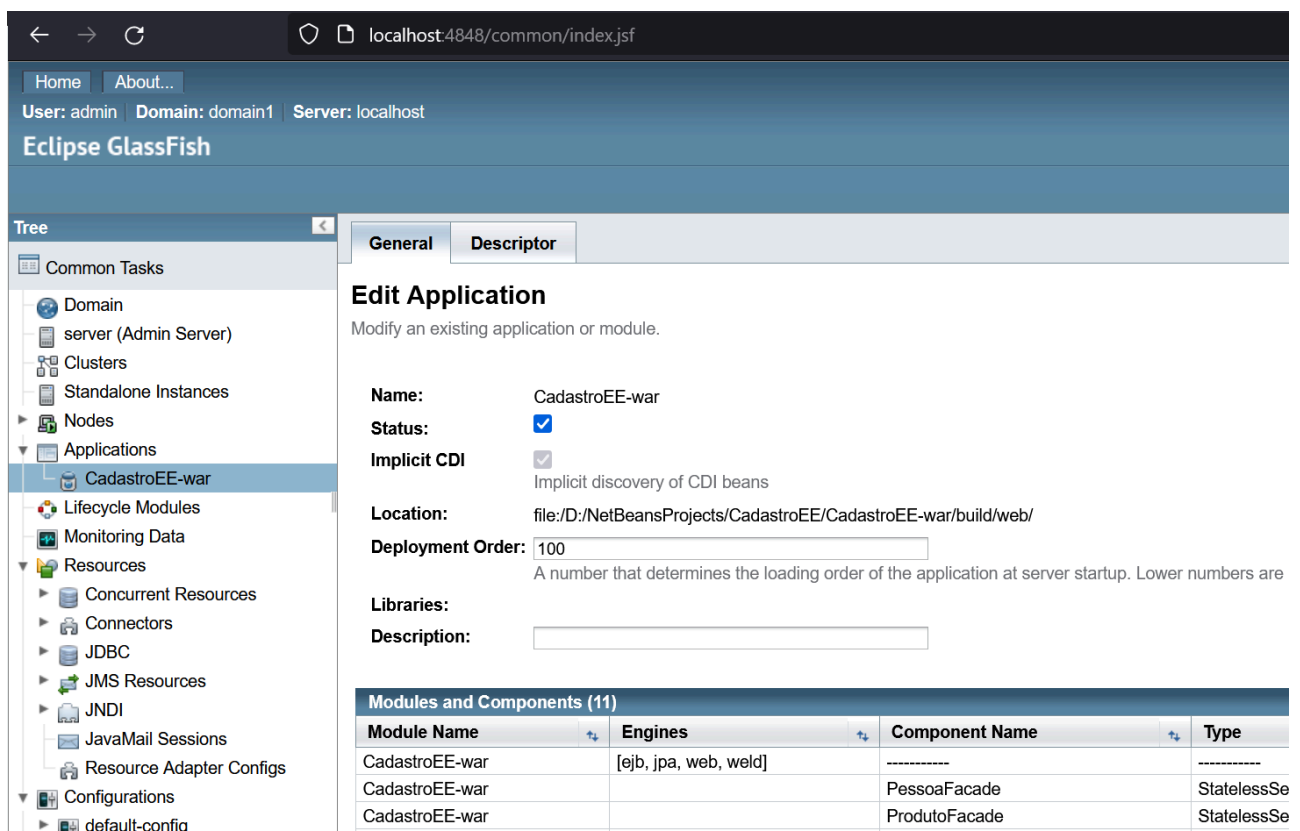 localhost:4848/common/index.jsf
Home About...
User: admin Domain: domain1 Server: localhost
Eclipse GlassFish
Tree
Common Tasks
Domain
server (Admin Server)
Clusters
Standalone Instances
Nodes
Applications
CadastroEE-war
Lifecycle Modules
Monitoring Data
Resources
Concurrent Resources
Connectors
JDBC
JMS Resources
JNDI
JavaMail Sessions
Resource Adapter Configs
Configurations
default-config
General Descriptor
Edit Application
Modify an existing application or module.
Name: CadastroEE-war
Status:
Implicit CDI
Implicit discovery of CDI beans
Location: file:/D:/NetBeansProjects/CadastroEE/CadastroEE-war/build/web/
Deployment Order: 100
A number that determines the loading order of the application at server startup. Lower numbers are
Libraries:
Description:
Modules and Components (11)
Module Name Engines Component Name Type
CadastroEE-war [ejb, jpa, web, weld] ----------- -----------
CadastroEE-war PessoaFacade StatelessSe
CadastroEE-war ProdutoFacade StatelessSe